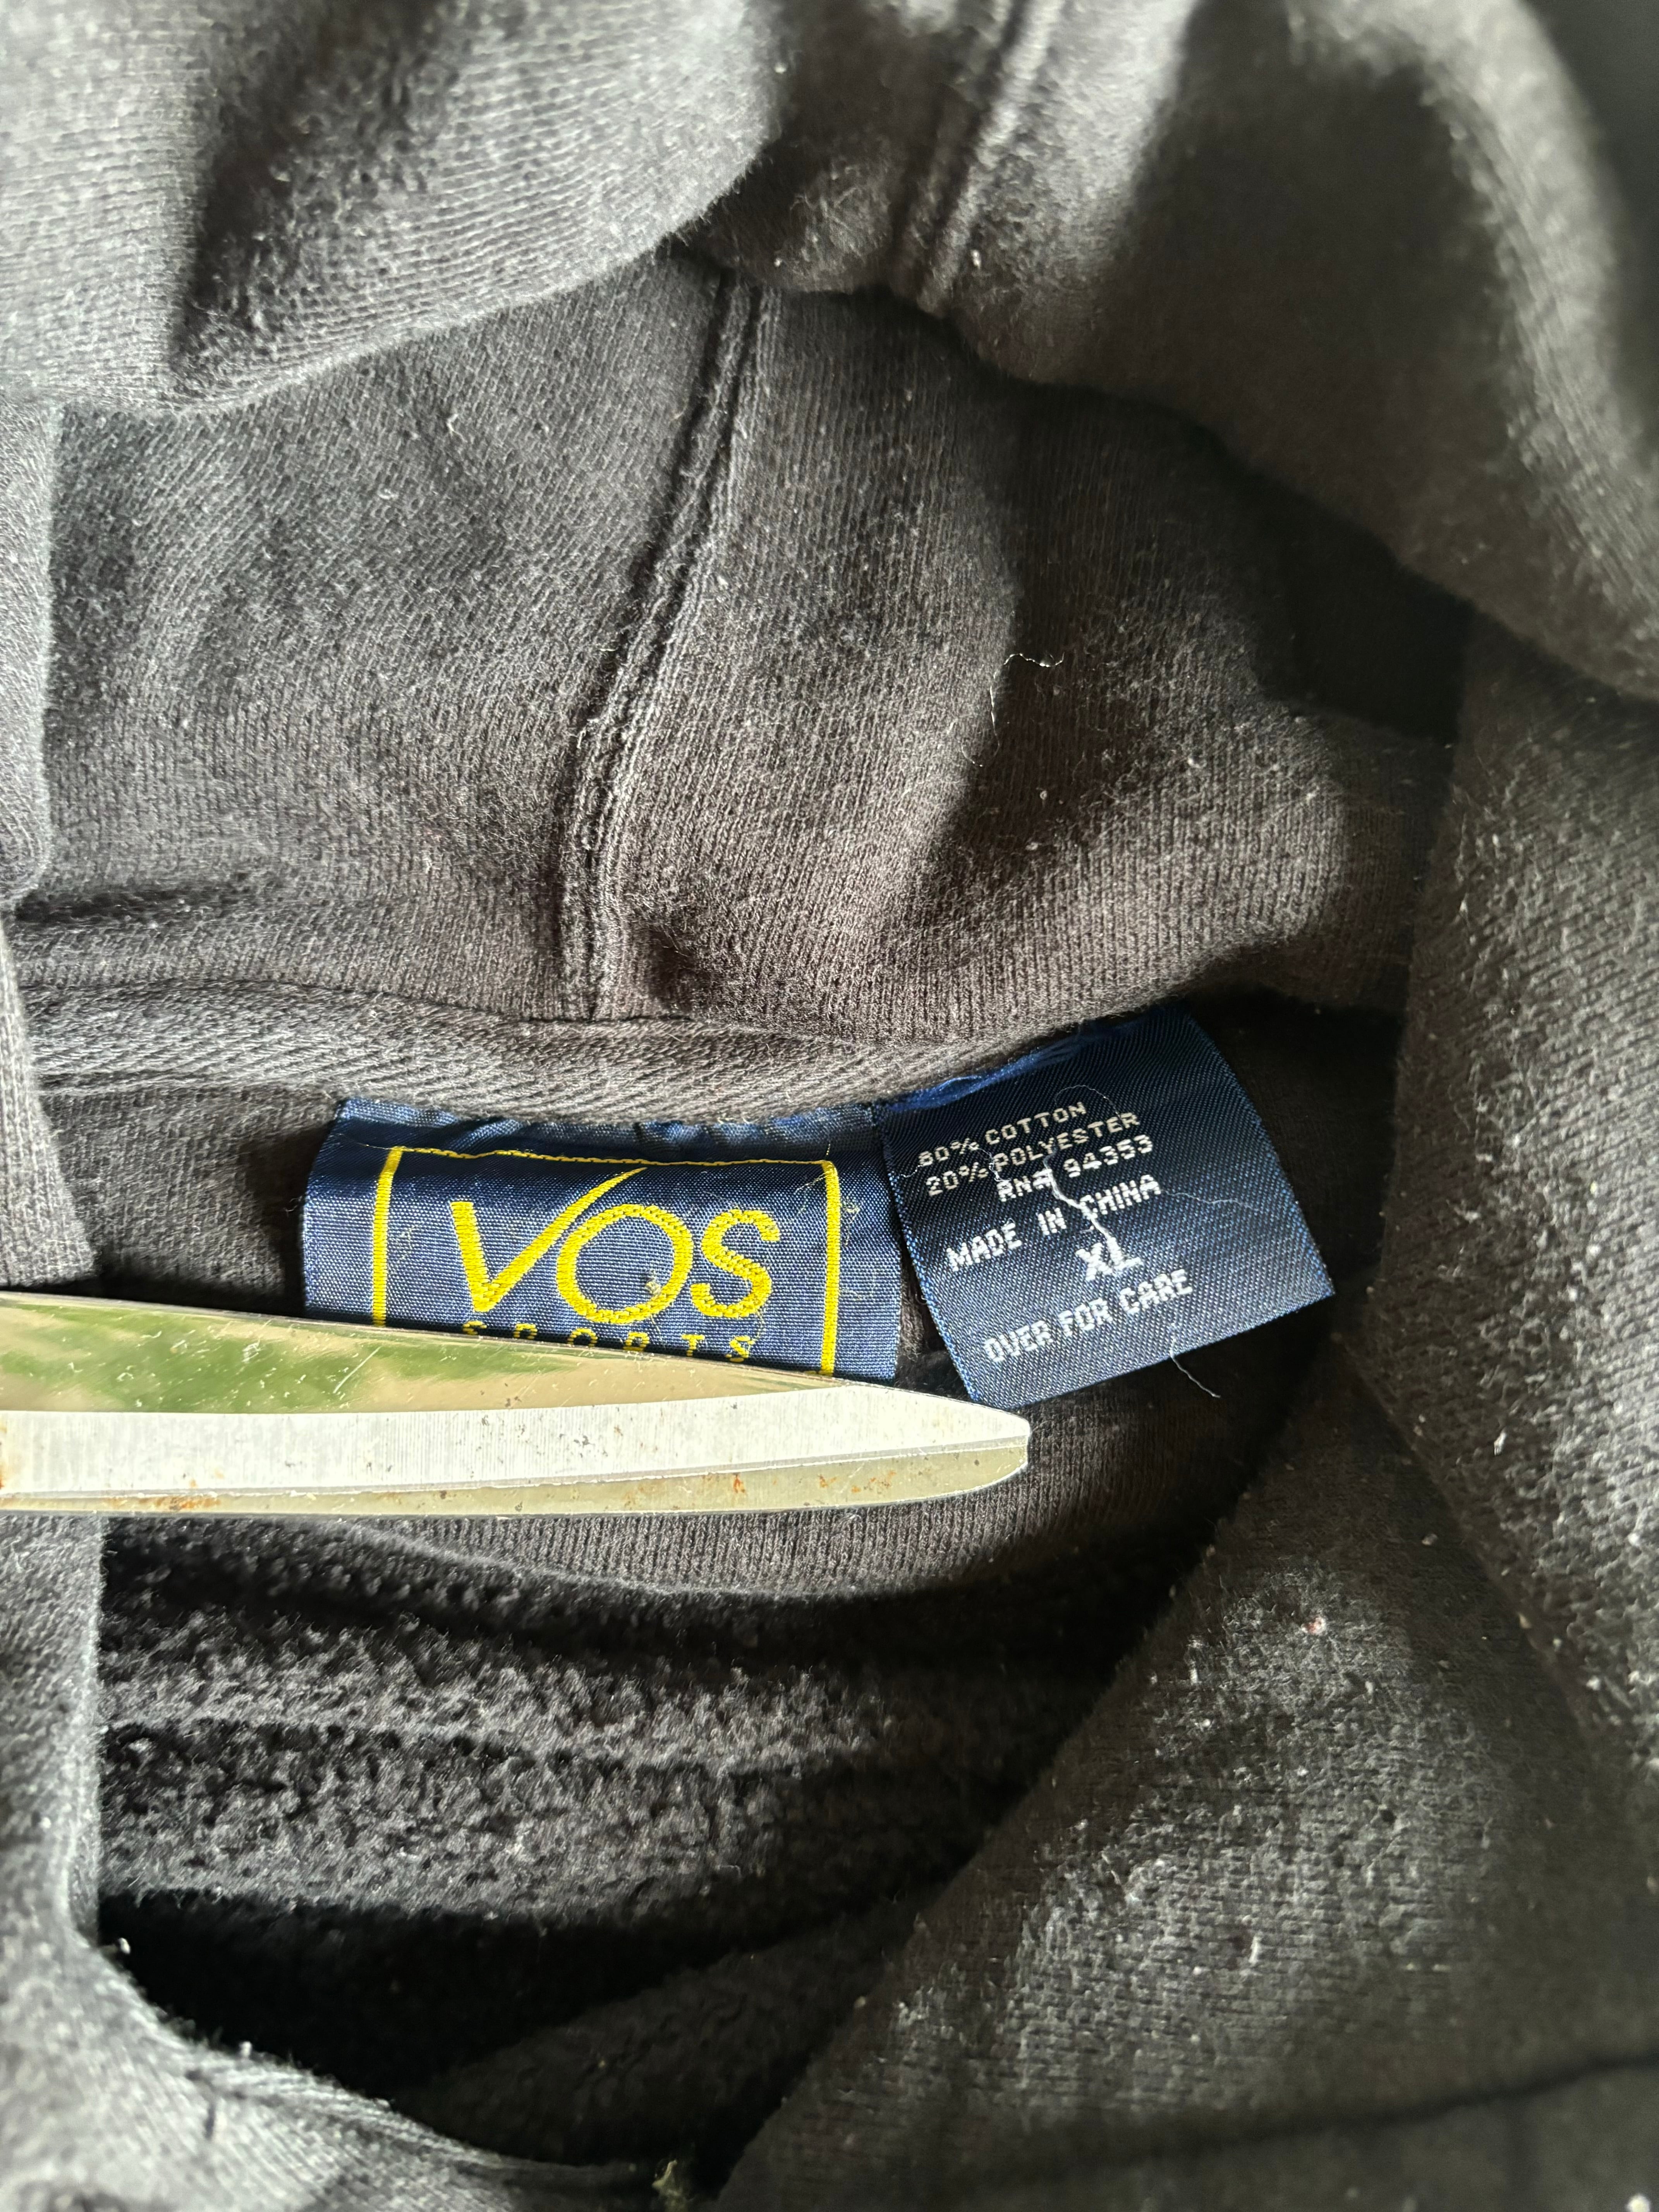 VOS
SPORTS
80% COTTON
20% POLYESTER
RN# 94353
MADE IN CHINA
XL
OVER FOR CARE